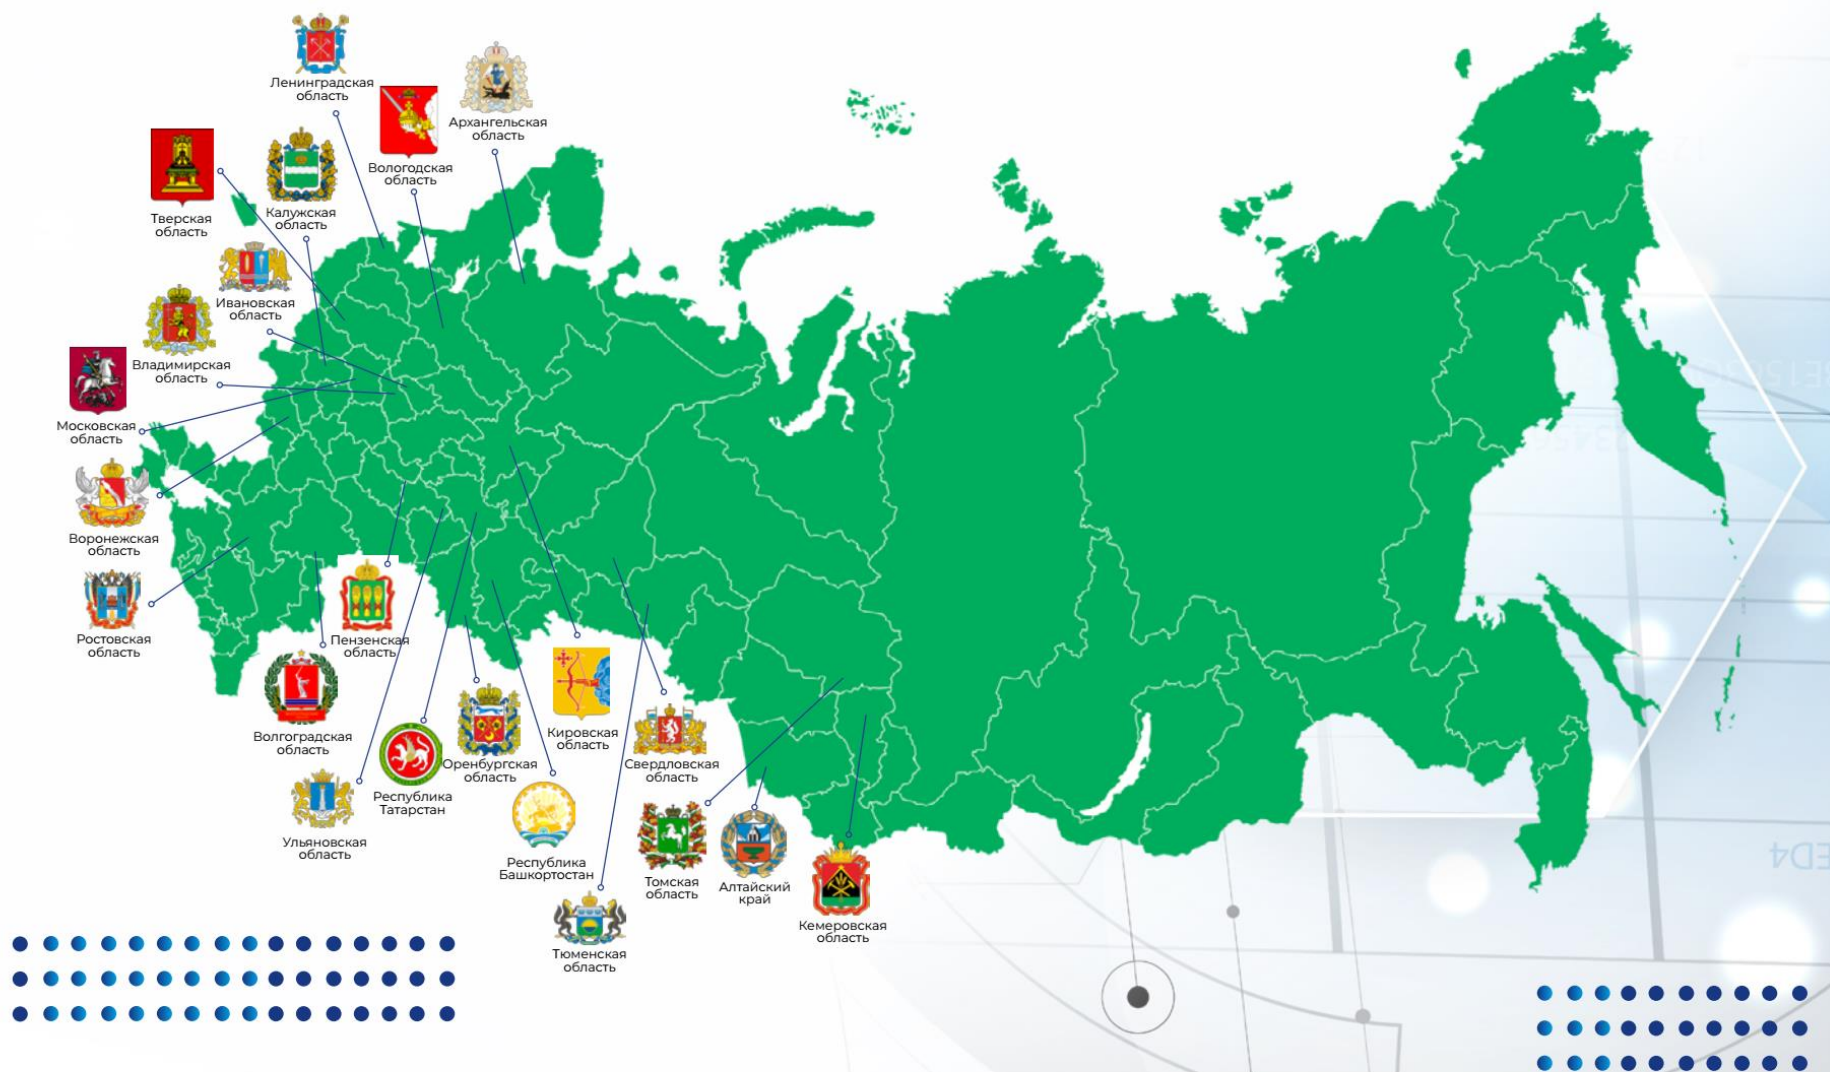 Ленинградская
область
Архангельская
область
Вологодская
область
Тверская
область
Калужская
область
Ивановская
область
Владимирская
область
Московская
область
Воронежская
область
Ростовская
область
Пензенская
область
Волгоградская
область
Кировская
область
Оренбургская
область
Свердловская
область
Республика
Татарстан
Ульяновская
область
Республика
Башкортостан
Томская
область
Алтайский
край
Кемеровская
область
Тюменская
область